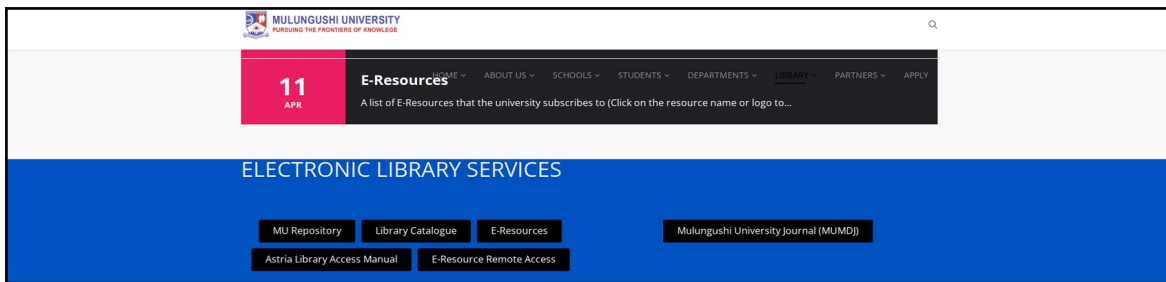 MULUNGUSHI UNIVERSITY
PURSUING THE FRONTIERS OF KNOWLEGE
HOME ABOUT US SCHOOLS STUDENTS DEPARTMENTS LIBRARY PARTNERS APPLY
11
APR
E-Resources
A list of E-Resources that the university subscribes to (Click on the resource name or logo to...
ELECTRONIC LIBRARY SERVICES
MU Repository Library Catalogue E-Resources Mulungushi University Journal (MUMDJ)
Astria Library Access Manual E-Resource Remote Access